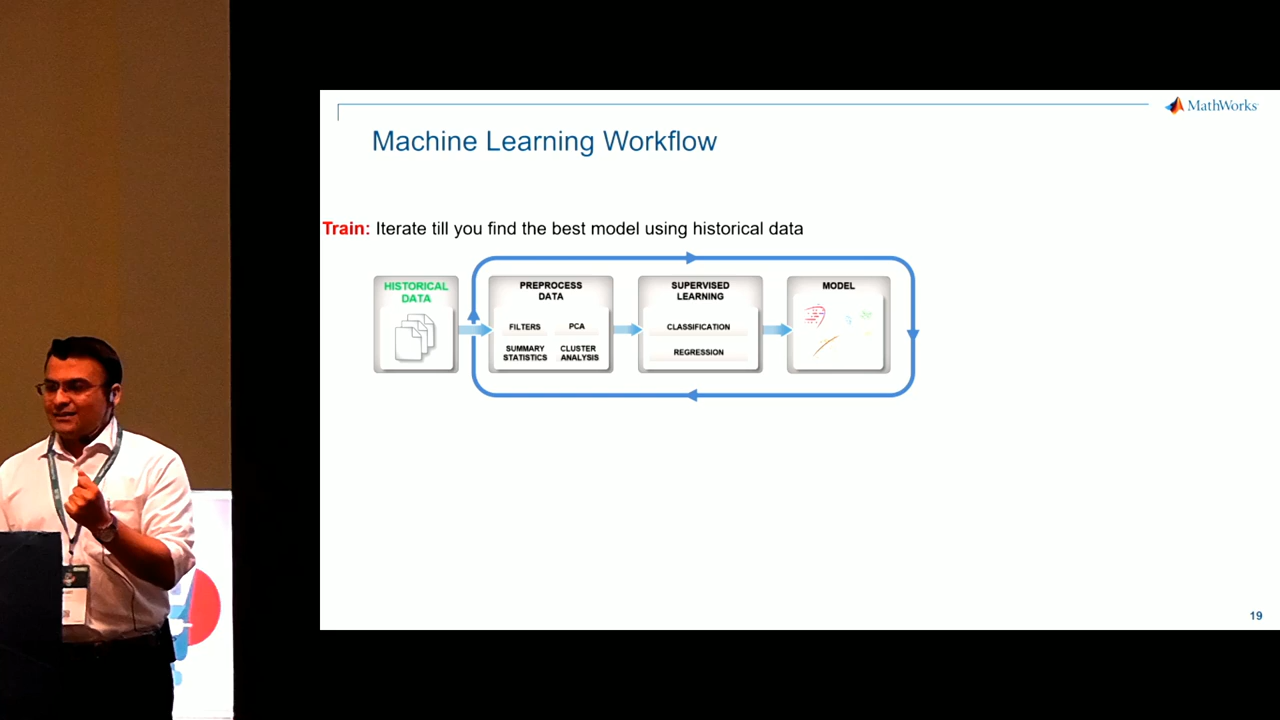 MathWorks
Machine Learning Workflow
Train: Iterate till you find the best model using historical data
HISTORICAL
DATA
PREPROCESS
DATA
FILTERS
PCA
SUMMARY
STATISTICS
CLUSTER
ANALYSIS
SUPERVISED
LEARNING
CLASSIFICATION
REGRESSION
MODEL
19